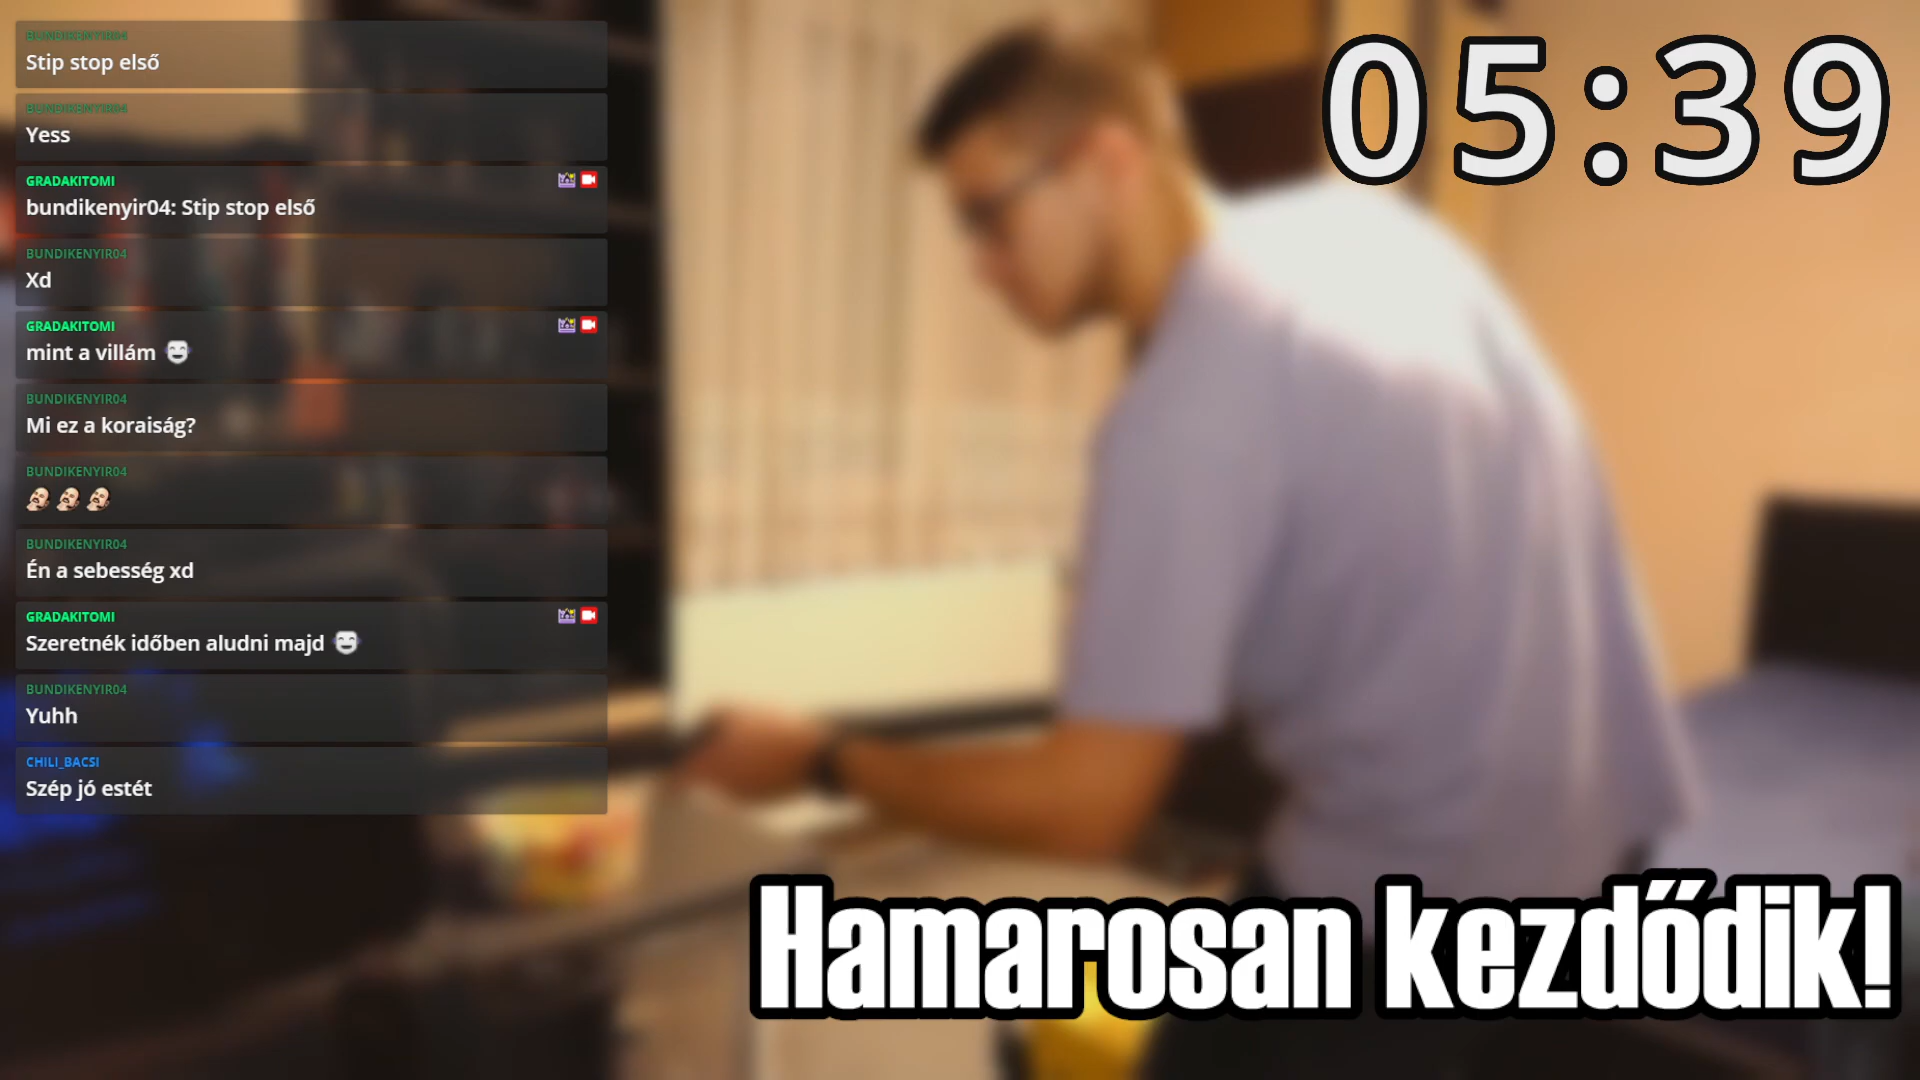 BUNDIKENYIR04
Stip stop első
BUNDIKENYIR04
Yess
GRADAKITOMI
bundikenyir04: Stip stop első
BUNDIKENYIR04
Xd
GRADAKITOMI
mint a villám
BUNDIKENYIR04
Mi ez a koraiság?
BUNDIKENYIR04
BUNDIKENYIR04
Én a sebesség xd
GRADAKITOMI
Szeretnék időben aludni majd
BUNDIKENYIR04
Yuhh
CHILI_BACSI
Szép jó estét
05:39
Hamarosan kezdődik!